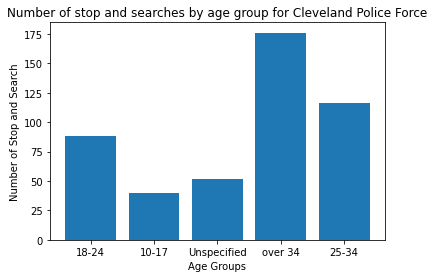 Number of stop and searches by age group for Cleveland Police Force
Number of Stop and Search
175
150
125
100
75
50
25
0
18-24 10-17 Unspecified over 34 25-34
Age Groups